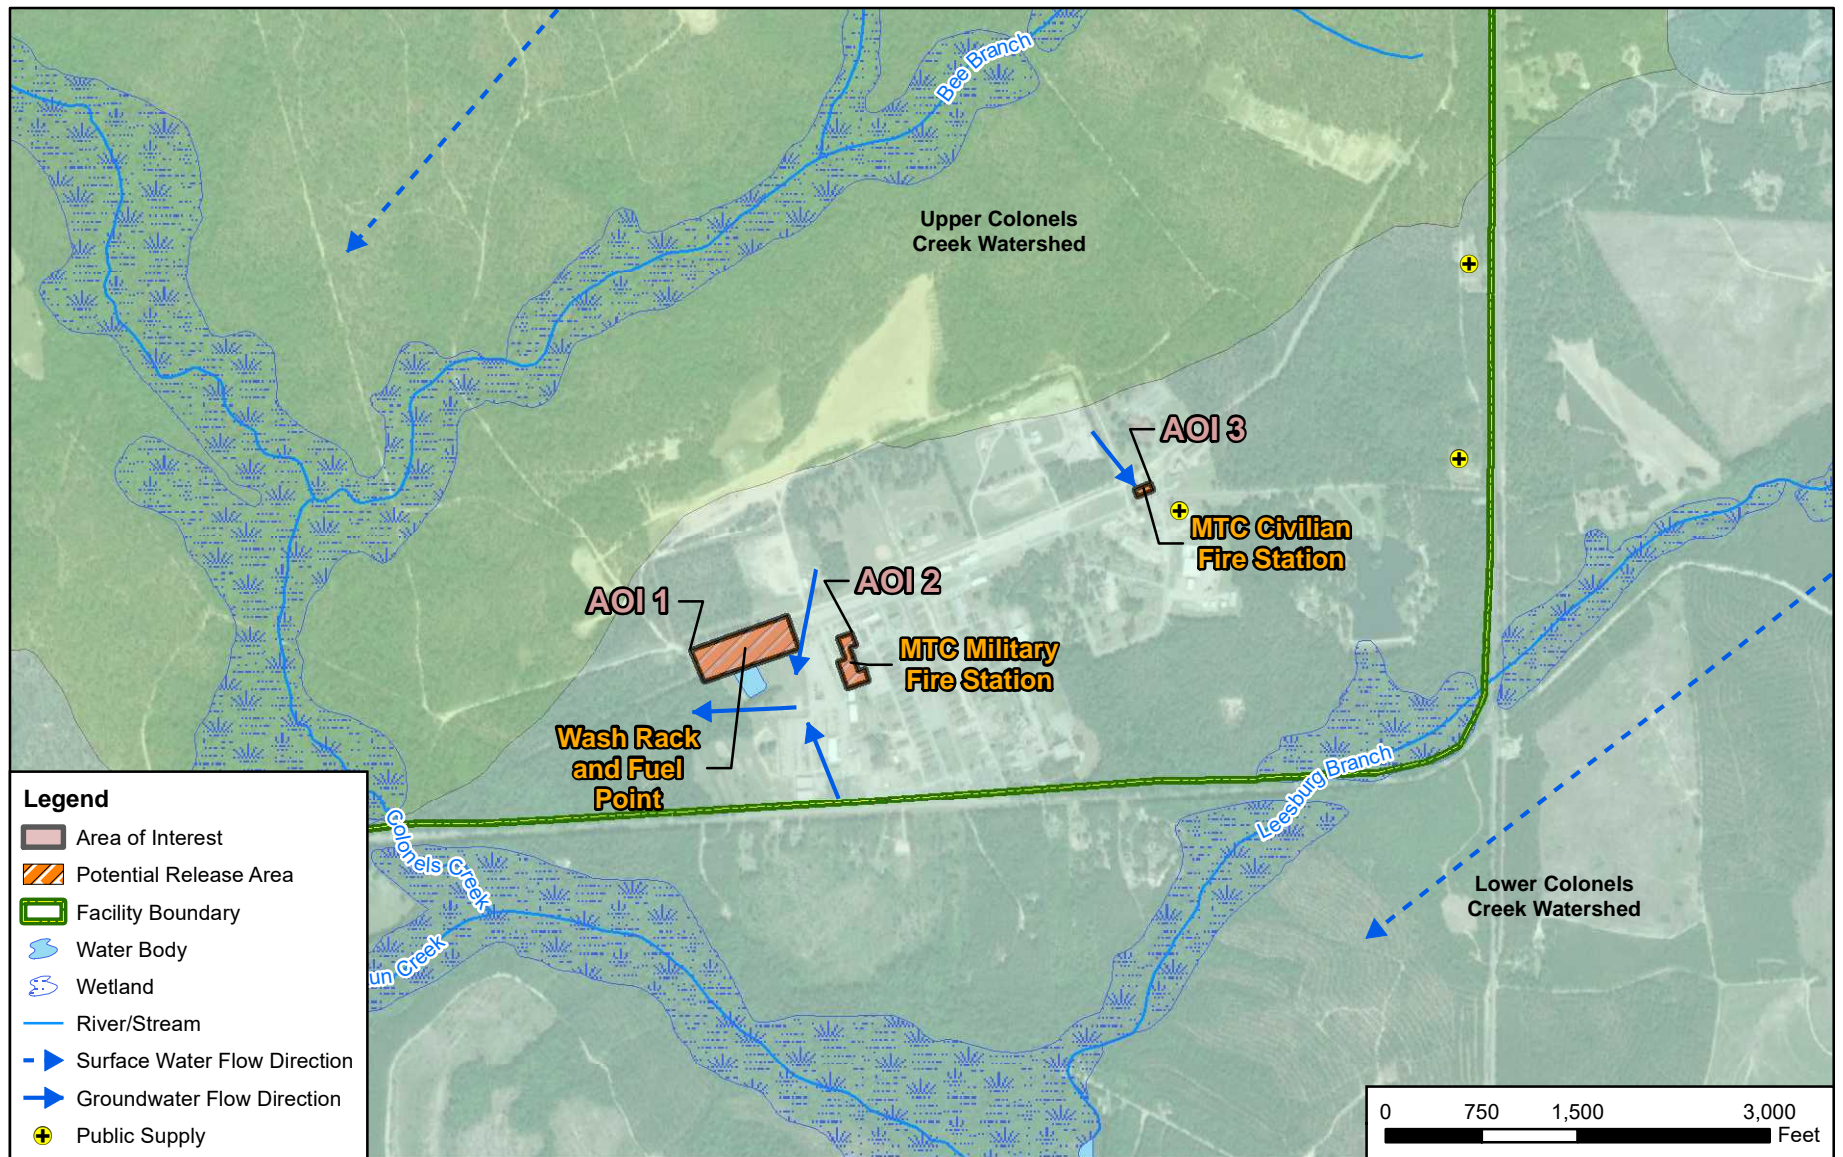 Bee Branch
Upper Colonels
Creek Watershed
AOI 3
MTC Civilian
Fire Station
AOI 1
AOI 2
MTC Military
Fire Station
Wash Rack
and Fuel
Point
Leesburg Branch
Colonels Creek
un Creek
Lower Colonels
Creek Watershed
Legend
Area of Interest
Potential Release Area
Facility Boundary
Water Body
Wetland
River/Stream
Surface Water Flow Direction
Groundwater Flow Direction
Public Supply
0 750 1,500 3,000
Feet